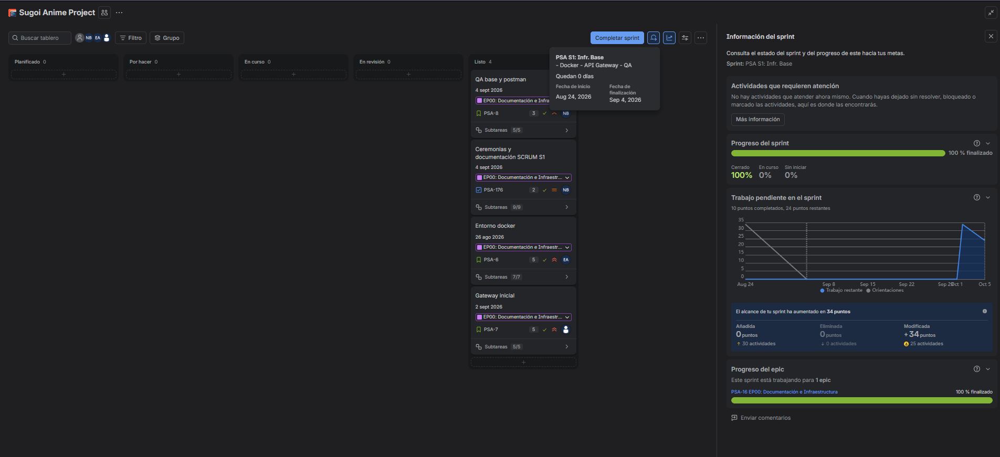 Sugoi Anime Project
Buscar tablero
NB
EA
Filtro
Grupo
Completar sprint
Planificado 0
Por hacer 0
En curso 0
En revisión 0
Listo 4
QA base y postman
4 sept 2026
EP00: Documentación e Infra
PSA-8
3
NB
Subtareas 5/5
Ceremonias y
documentación SCRUM S1
4 sept 2026
EP00: Documentación e Infraestr...
PSA-176
2
NB
Subtareas 9/9
Entorno docker
26 ago 2026
EP00: Documentación e Infraestr...
PSA-6
5
EA
Subtareas 7/7
Gateway inicial
2 sept 2026
EP00: Documentación e Infraestr...
PSA-7
5
Subtareas 5/5
PSA S1: Infr. Base
- Docker - API Gateway - QA
Quedan 0 días
Fecha de inicio
Aug 24, 2026
Fecha de
finalización
Sep 4, 2026
Información del sprint
Consulta el estado del sprint y del progreso de este hacia tus metas.
Sprint: PSA S1: Infr. Base
Actividades que requieren atención
No hay actividades que atender ahora mismo. Cuando hayas dejado sin resolver, bloqueado o
marcado las actividades, aquí es donde las encontrarás.
Más información
Progreso del sprint
100 % finalizado
Cerrado En curso Sin iniciar
100% 0% 0%
Trabajo pendiente en el sprint
10 puntos completados, 24 puntos restantes
35
30
25
20
15
10
5
0
Aug 24 Sep 8 Sep 15 Sep 22 Sep 29 Oct 1 Oct 5
Trabajo restante Orientaciones
El alcance de tu sprint ha aumentado en 34 puntos
Añadida Eliminada Modificada
0 puntos 0 puntos +34 puntos
↑ 30 actividades ↓ 0 actividades Δ 25 actividades
Progreso del epic
Este sprint está trabajando para 1 epic
PSA-16 EP00: Documentación e Infraestructura 100 % finalizado
Enviar comentarios